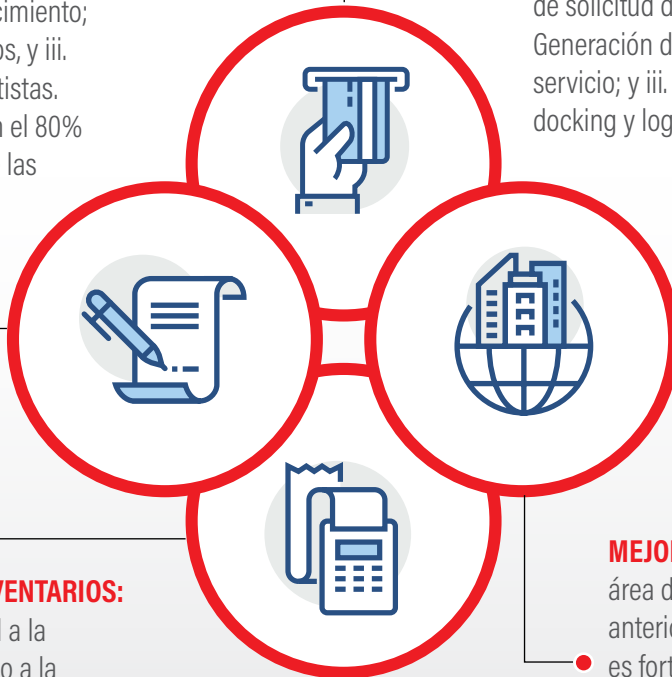 cimiento;
os, y iii.
tistas.
n el 80%
las
de solicitud d
Generación d
servicio; y iii.
docking y log
VENTARIOS:
l a la
o a la
MEJO
área d
anterio
es fort